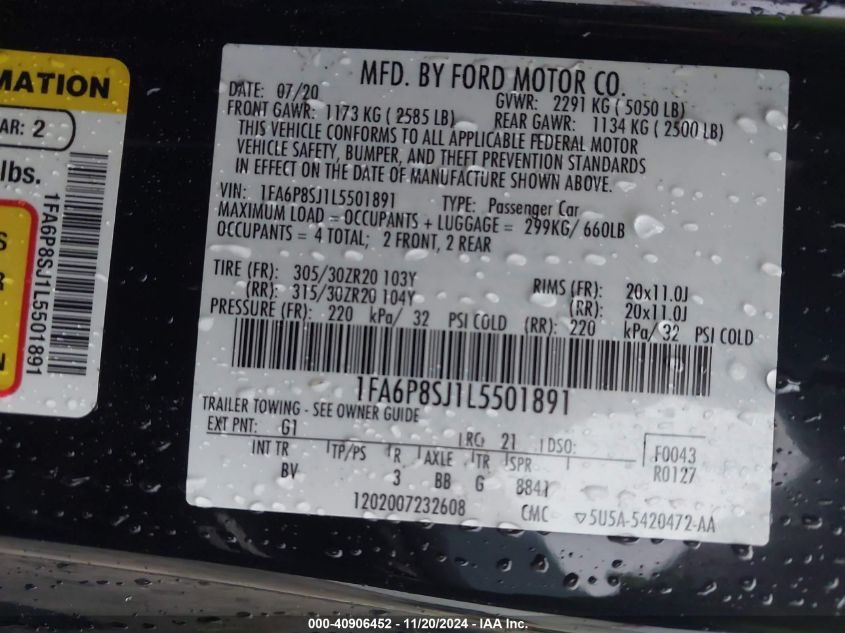 MATION
AR: 2
lbs.
S
R
N
1FA6P8SJ1L5501891
MFD. BY FORD MOTOR CO.
DATE: 07/20 GVWR: 2291 KG ( 5050 LB)
FRONT GAWR: 1173 KG ( 2585 LB) REAR GAWR: 1134 KG ( 2500 LB)
THIS VEHICLE CONFORMS TO ALL APPLICABLE FEDERAL MOTOR
VEHICLE SAFETY, BUMPER, AND THEFT PREVENTION STANDARDS
IN EFFECT ON THE DATE OF MANUFACTURE SHOWN ABOVE.
VIN: 1FA6P8SJ1L5501891 TYPE: Passenger Car
MAXIMUM LOAD = OCCUPANTS + LUGGAGE = 299KG/ 660LB
OCCUPANTS = 4 TOTAL; 2 FRONT, 2 REAR
TIRE (FR): 305/30ZR20 103Y RIMS (FR): 20x11.0J
(RR): 315/30ZR20 104Y (RR): 20x11.0J
PRESSURE (FR): 220 kPa/ 32 PSI COLD (RR): 220 kPa/ 32 PSI COLD
1FA6P8SJ1L5501891
TRAILER TOWING - SEE OWNER GUIDE
EXT PNT: G1 RC: 21 DSO: F0043
INT TR TP/PS R AXLE TR SPR R0127
BV 3 BB G 8841
1202007232608 CMC ▽5U5A-5420472-AA
000-40906452 - 11/20/2024 - IAA Inc.